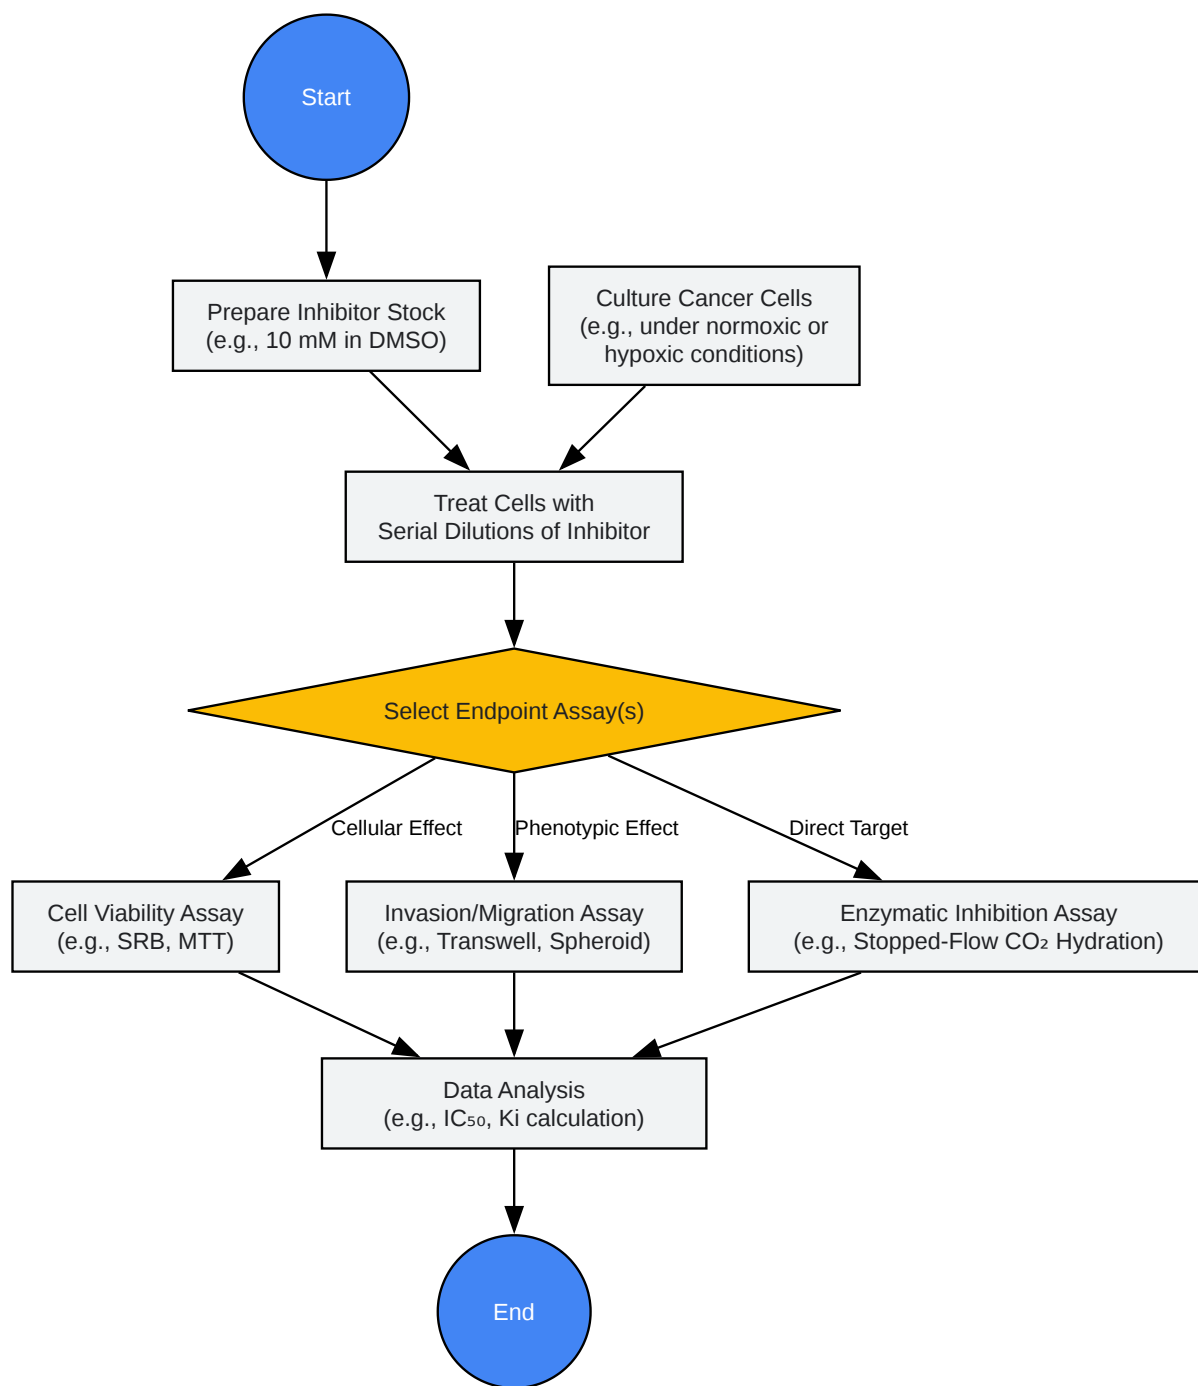 Start
Prepare Inhibitor Stock
(e.g., 10 mM in DMSO)
Culture Cancer Cells
(e.g., under normoxic or
hypoxic conditions)
Treat Cells with
Serial Dilutions of Inhibitor
Select Endpoint Assay(s)
Cellular Effect
Phenotypic Effect
Direct Target
Cell Viability Assay
(e.g., SRB, MTT)
Invasion/Migration Assay
(e.g., Transwell, Spheroid)
Enzymatic Inhibition Assay
(e.g., Stopped-Flow CO₂ Hydration)
Data Analysis
(e.g., IC₅₀, Ki calculation)
End